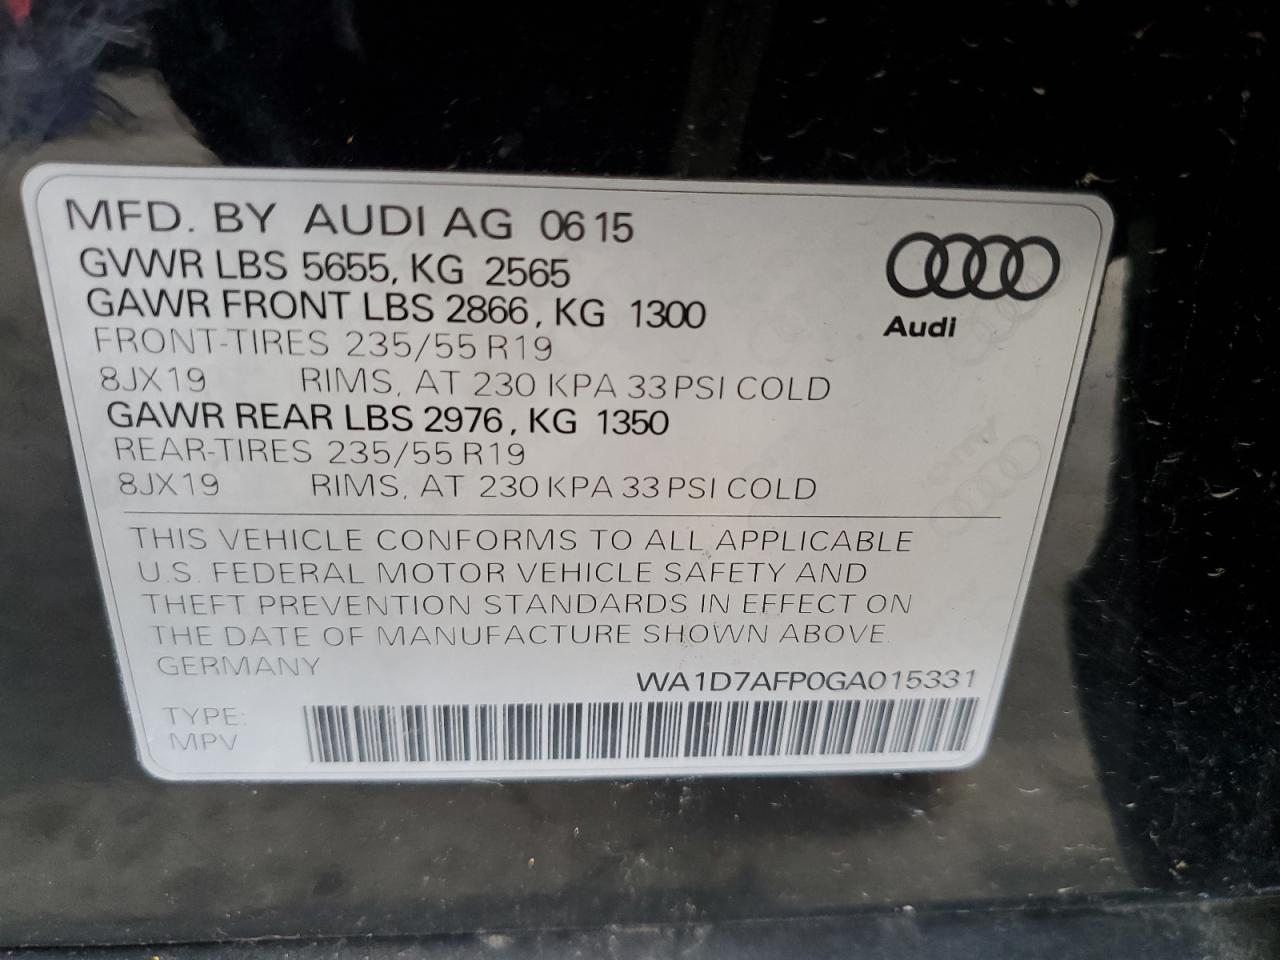 MFD. BY AUDI AG 0615
GVWR LBS 5655, KG 2565
GAWR FRONT LBS 2866, KG 1300
FRONT-TIRES 235/55 R19
8JX19 RIMS, AT 230 KPA 33 PSI COLD
GAWR REAR LBS 2976, KG 1350
REAR-TIRES 235/55 R19
8JX19 RIMS, AT 230 KPA 33 PSI COLD
Audi
THIS VEHICLE CONFORMS TO ALL APPLICABLE
U.S. FEDERAL MOTOR VEHICLE SAFETY AND
THEFT PREVENTION STANDARDS IN EFFECT ON
THE DATE OF MANUFACTURE SHOWN ABOVE.
GERMANY
WA1D7AFP0GA015331
TYPE:
MPV